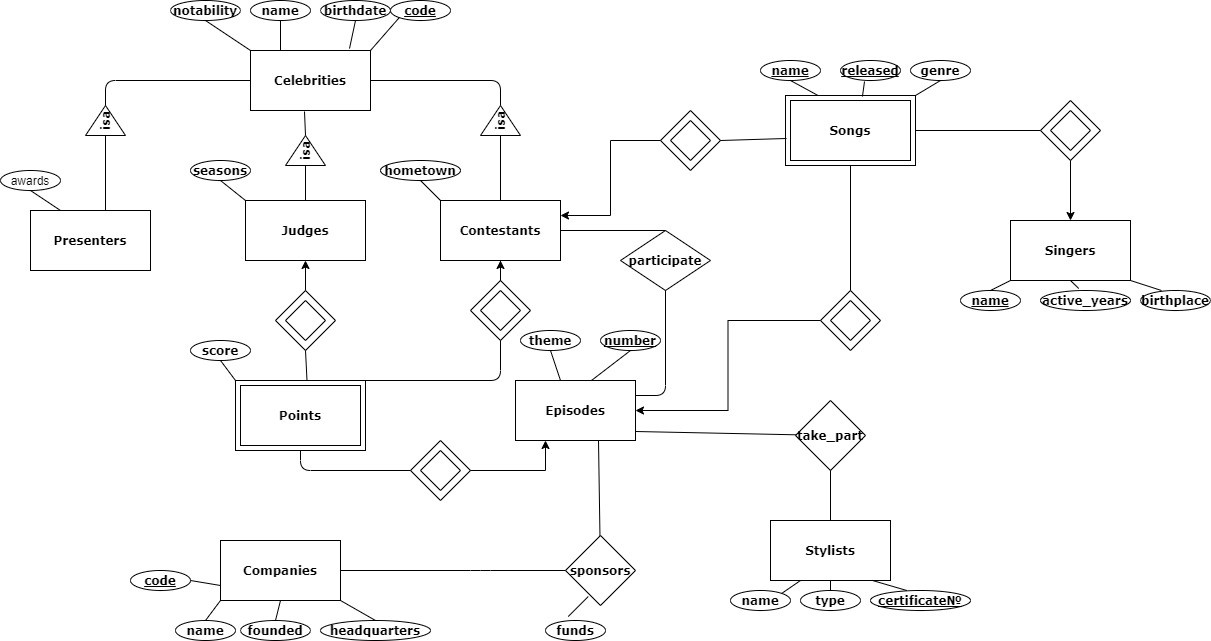 notability
name
birthdate
code
Celebrities
name
released
genre
isa
isa
isa
Songs
awards
seasons
hometown
Presenters
Judges
Contestants
participate
Singers
name
active_years
birthplace
score
theme
number
Points
Episodes
take_part
Stylists
Companies
sponsors
code
name
founded
headquarters
funds
name
type
certificate№